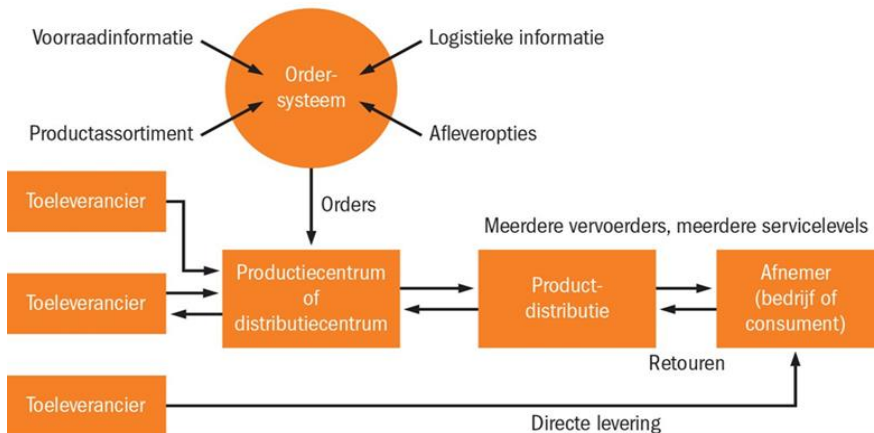 Voorraadinformatie
Logistieke informatie
Order-
systeem
Productassortiment
Afleveropties
Toeleverancier
Orders
Meerdere vervoerders, meerdere servicelevels
Toeleverancier
Productiecentrum
of
distributiecentrum
Product-
distributie
Afnemer
(bedrijf of
consument)
Retouren
Toeleverancier
Directe levering